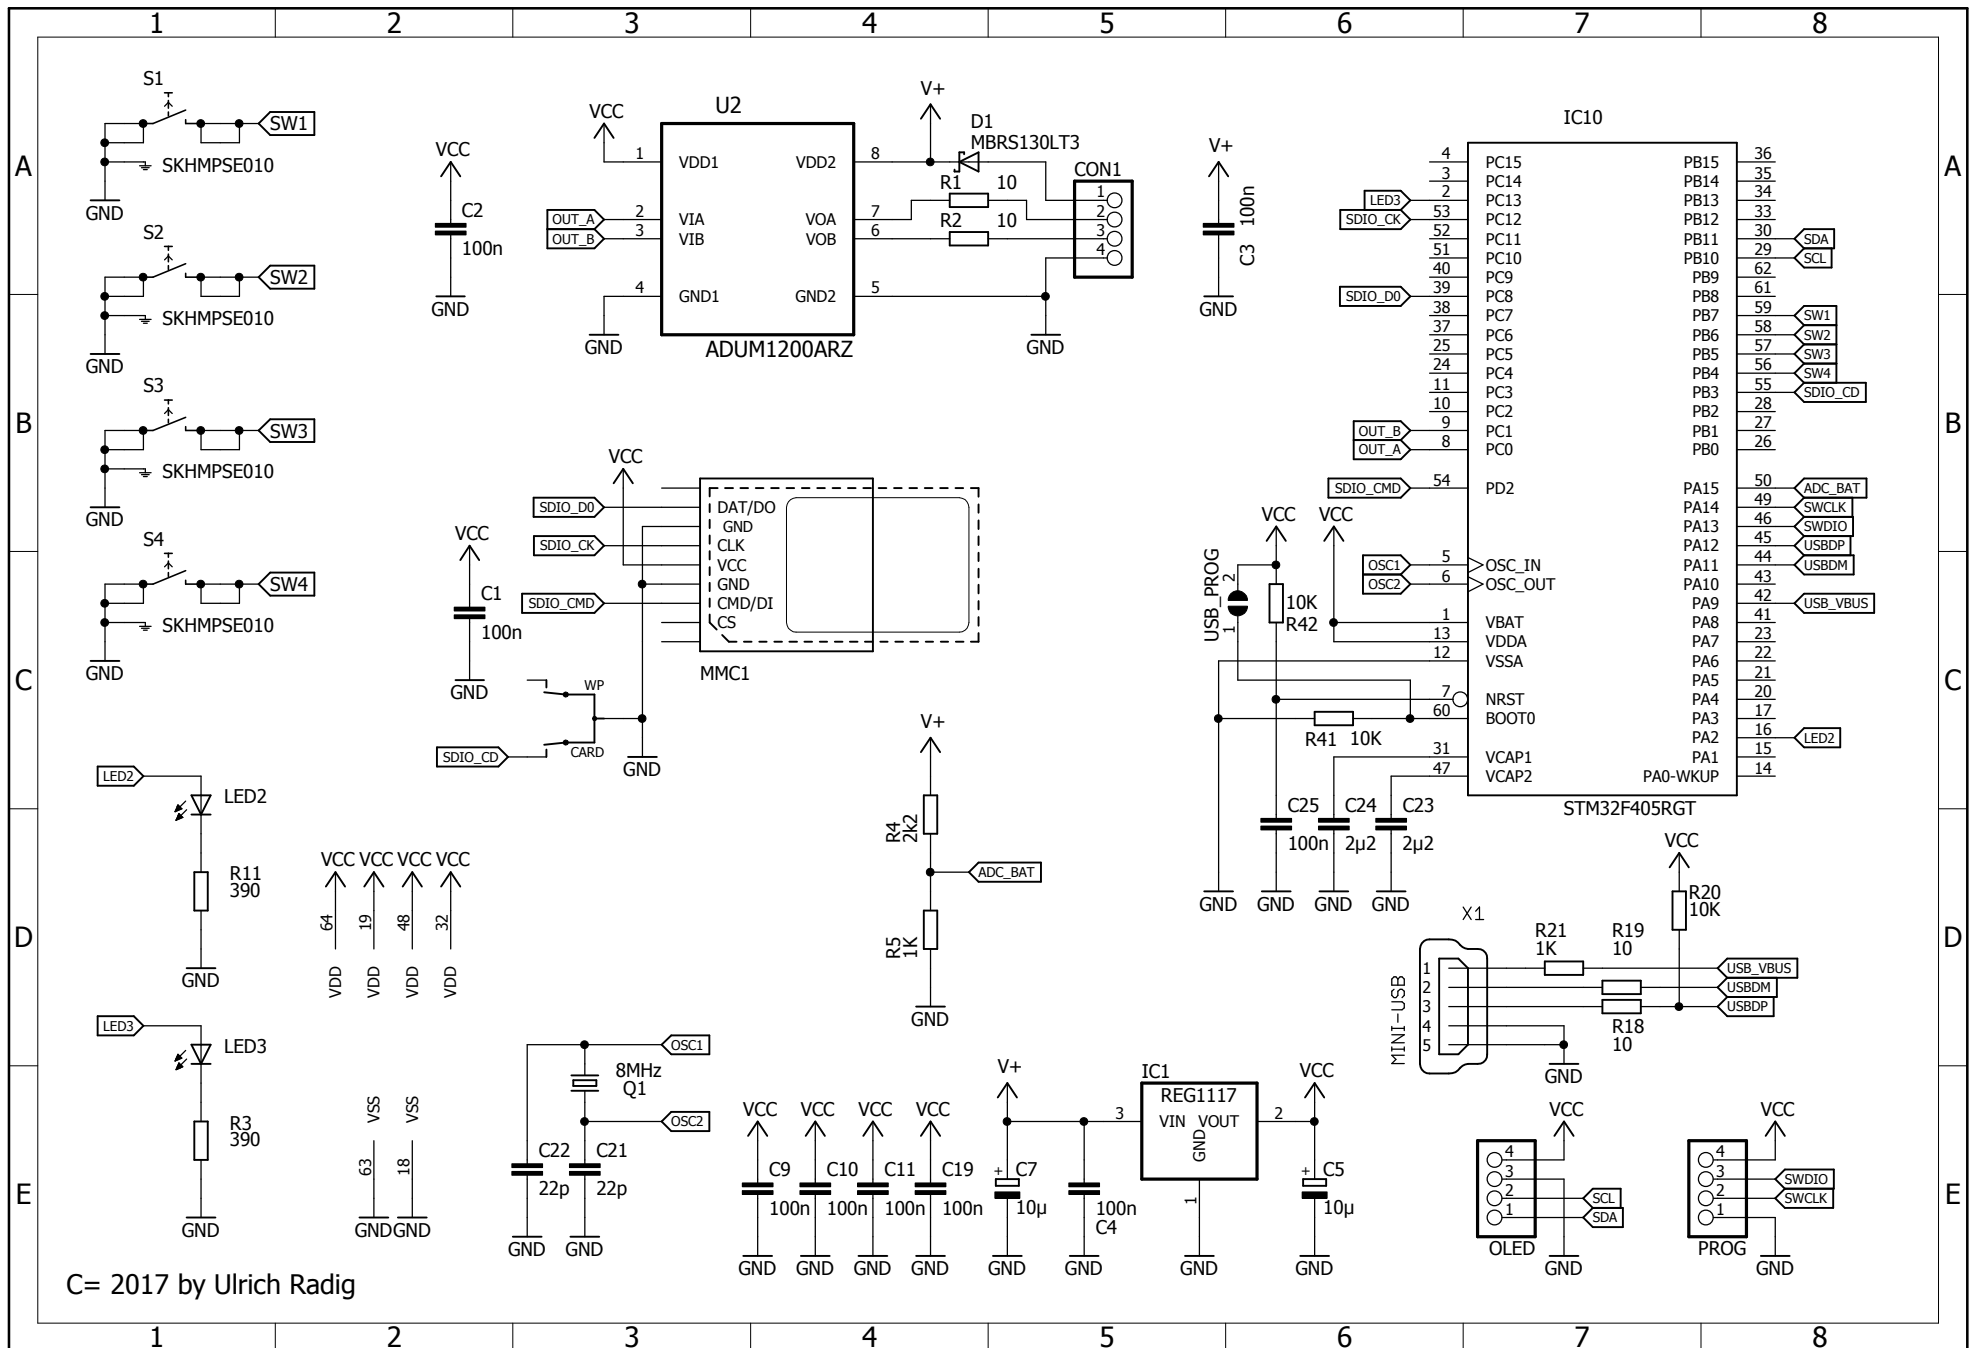 1 2 3 4 5 6 7 8
A
B
C
D
E
A
B
C
D
E
S1
SW1
SKHMPSE010
GND
S2
SW2
SKHMPSE010
GND
S3
SW3
SKHMPSE010
GND
S4
SW4
SKHMPSE010
GND
VCC
C2
100n
GND
U2
VCC
V+
1 VDD1 VDD2 8
OUT_A 2 VIA VOA 7
OUT_B 3 VIB VOB 6
4 GND1 GND2 5
GND
ADUM1200ARZ
D1
MBRS130LT3
R1 10
R2 10
CON1
1
2
3
4
GND
V+
100n
C3
GND
IC10
4 PC15 PB15 36
3 PC14 PB14 35
LED3 2 PC13 PB13 34
SDIO_CK 53 PC12 PB12 33
52 PC11 PB11 30 SDA
51 PC10 PB10 29 SCL
40 PC9 PB9 62
SDIO_D0 39 PC8 PB8 61
38 PC7 PB7 59 SW1
37 PC6 PB6 58 SW2
25 PC5 PB5 57 SW3
24 PC4 PB4 56 SW4
11 PC3 PB3 55 SDIO_CD
10 PC2 PB2 28
OUT_B 9 PC1 PB1 27
OUT_A 8 PC0 PB0 26
SDIO_CMD 54 PD2 PA15 50 ADC_BAT
PA14 49 SWCLK
PA13 46 SWDIO
PA12 45 USBDP
OSC1 5 OSC_IN PA11 44 USBDM
OSC2 6 OSC_OUT PA10 43
PA9 42 USB_VBUS
1 VBAT PA8 41
13 VDDA PA7 23
12 VSSA PA6 22
PA5 21
7 NRST PA4 20
60 BOOT0 PA3 17
PA2 16 LED2
31 VCAP1 PA1 15
47 VCAP2 PA0-WKUP 14
STM32F405RGT
VCC
VCC
USB_PROG
2
1
10K
R42
R41 10K
C25
100n
C24
2µ2
C23
2µ2
GND GND GND GND
VCC
SDIO_D0 DAT/DO
GND
SDIO_CK CLK
VCC
GND
SDIO_CMD CMD/DI
CS
MMC1
VCC
C1
100n
GND
WP
SDIO_CD CARD
GND
LED2
LED2
R11
390
GND
LED3
LED3
R3
390
GND
VCC VCC VCC VCC
64 19 48 32
VDD VDD VDD VDD
VSS VSS
63 18
GND GND
V+
R4
2k2
ADC_BAT
R5
1K
GND
OSC1
8MHz
Q1
OSC2
C22
22p
C21
22p
GND GND
VCC VCC VCC VCC
C9 C10 C11 C19
100n 100n 100n 100n
GND GND GND GND
V+
+ C7
10µ
GND
100n
C4
GND
IC1
REG1117
3 VIN VOUT 2
GND
1
GND
VCC
+ C5
10µ
GND
VCC
R20
10K
X1
MINI-USB
1
2
3
4
5
R21
1K
R19
10
R18
10
USB_VBUS
USBDM
USBDP
GND
VCC
4
3
2 SCL
1 SDA
OLED
GND
VCC
4
3 SWDIO
2 SWCLK
1
PROG
GND
C= 2017 by Ulrich Radig
1 2 3 4 5 6 7 8